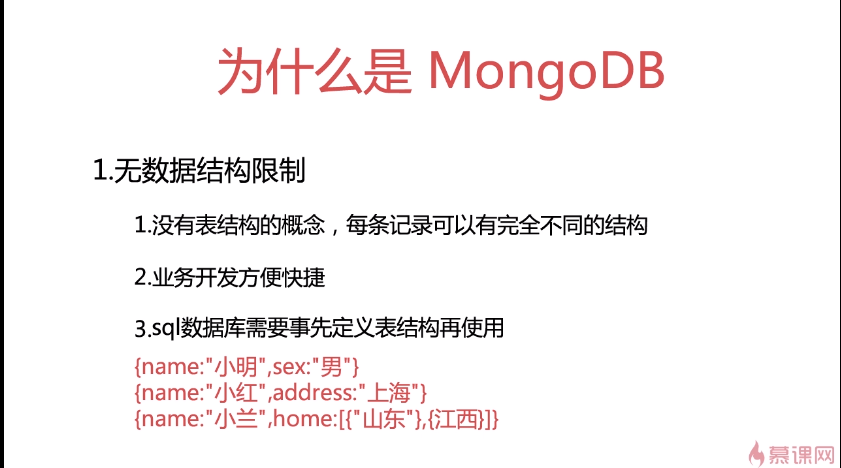 为什么是 MongoDB
1.无数据结构限制
1.没有表结构的概念，每条记录可以有完全不同的结构
2.业务开发方便快捷
3.sql数据库需要事先定义表结构再使用
{name:"小明",sex:"男"}
{name:"小红",address:"上海"}
{name:"小兰",home:[{"山东"},{江西}]}
慕课网